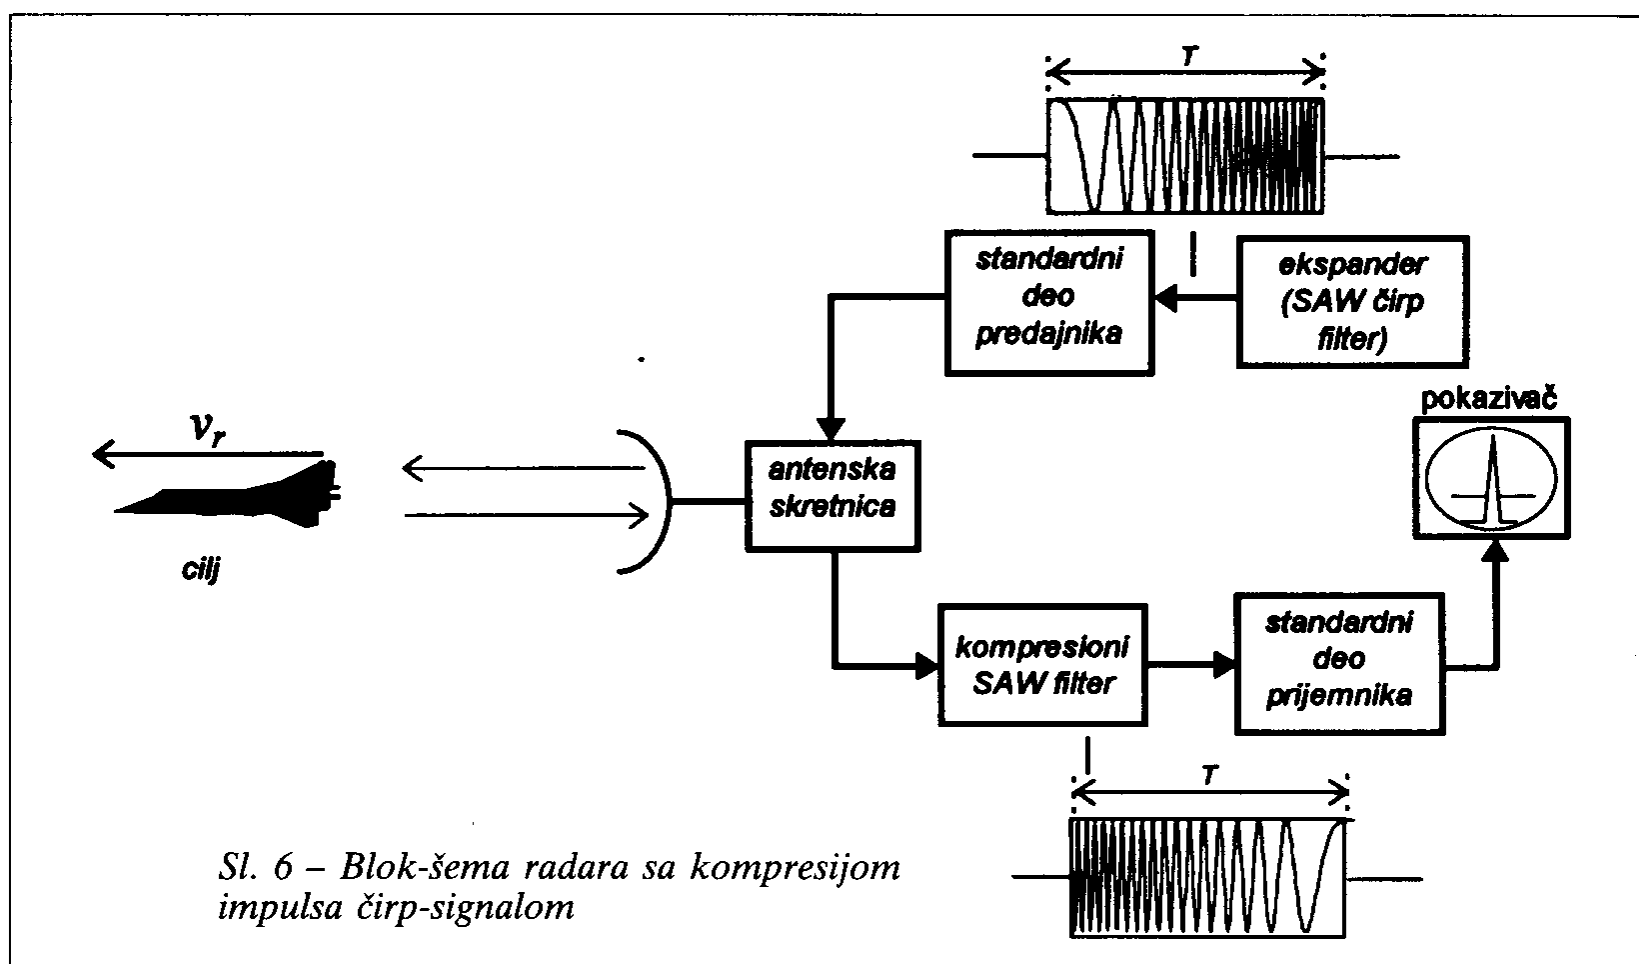 T
standardni
deo
predajnika
ekspander
(SAW čirp
filter)
pokazivač
v_r
antenska
skretnica
cilj
kompresioni
SAW filter
standardni
deo
prijemnika
T
Sl. 6 – Blok-šema radara sa kompresijom
impulsa čirp-signalom